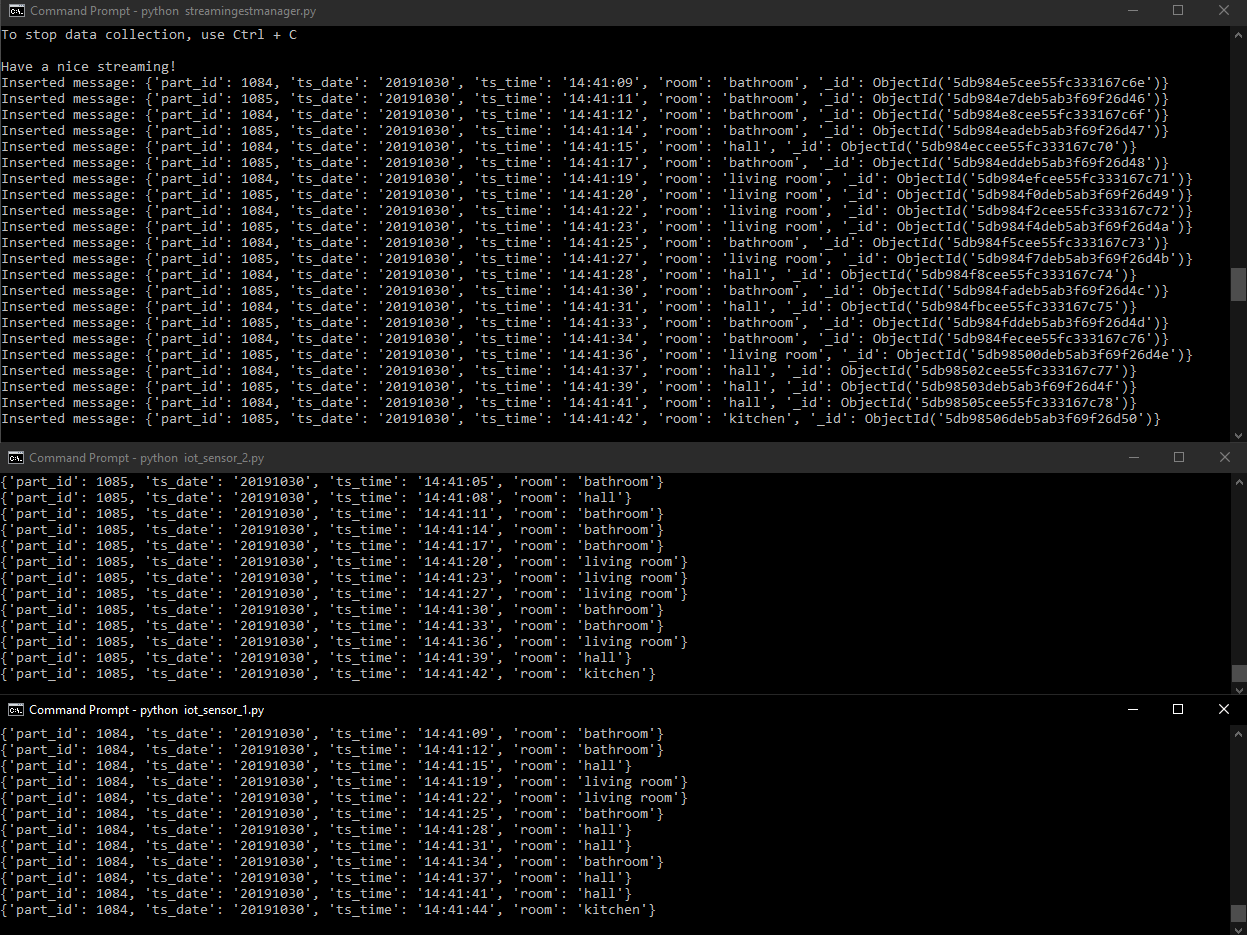 Command Prompt - python  streamingestmanager.py
To stop data collection, use Ctrl + C
Have a nice streaming!
Inserted message: {'part_id': 1084, 'ts_date': '20191030', 'ts_time': '14:41:09', 'room': 'bathroom', '_id': ObjectId('5db984e5cee55fc333167c6e')}
Inserted message: {'part_id': 1085, 'ts_date': '20191030', 'ts_time': '14:41:11', 'room': 'bathroom', '_id': ObjectId('5db984e7deb5ab3f69f26d46')}
Inserted message: {'part_id': 1084, 'ts_date': '20191030', 'ts_time': '14:41:12', 'room': 'bathroom', '_id': ObjectId('5db984e8cee55fc333167c6f')}
Inserted message: {'part_id': 1085, 'ts_date': '20191030', 'ts_time': '14:41:14', 'room': 'bathroom', '_id': ObjectId('5db984eadeb5ab3f69f26d47')}
Inserted message: {'part_id': 1084, 'ts_date': '20191030', 'ts_time': '14:41:15', 'room': 'hall', '_id': ObjectId('5db984eccee55fc333167c70')}
Inserted message: {'part_id': 1085, 'ts_date': '20191030', 'ts_time': '14:41:17', 'room': 'bathroom', '_id': ObjectId('5db984eddeb5ab3f69f26d48')}
Inserted message: {'part_id': 1084, 'ts_date': '20191030', 'ts_time': '14:41:19', 'room': 'living room', '_id': ObjectId('5db984efcee55fc333167c71')}
Inserted message: {'part_id': 1085, 'ts_date': '20191030', 'ts_time': '14:41:20', 'room': 'living room', '_id': ObjectId('5db984f0deb5ab3f69f26d49')}
Inserted message: {'part_id': 1084, 'ts_date': '20191030', 'ts_time': '14:41:22', 'room': 'living room', '_id': ObjectId('5db984f2cee55fc333167c72')}
Inserted message: {'part_id': 1085, 'ts_date': '20191030', 'ts_time': '14:41:23', 'room': 'living room', '_id': ObjectId('5db984f4deb5ab3f69f26d4a')}
Inserted message: {'part_id': 1084, 'ts_date': '20191030', 'ts_time': '14:41:25', 'room': 'bathroom', '_id': ObjectId('5db984f5cee55fc333167c73')}
Inserted message: {'part_id': 1085, 'ts_date': '20191030', 'ts_time': '14:41:27', 'room': 'living room', '_id': ObjectId('5db984f7deb5ab3f69f26d4b')}
Inserted message: {'part_id': 1084, 'ts_date': '20191030', 'ts_time': '14:41:28', 'room': 'hall', '_id': ObjectId('5db984f8cee55fc333167c74')}
Inserted message: {'part_id': 1085, 'ts_date': '20191030', 'ts_time': '14:41:30', 'room': 'bathroom', '_id': ObjectId('5db984fadeb5ab3f69f26d4c')}
Inserted message: {'part_id': 1084, 'ts_date': '20191030', 'ts_time': '14:41:31', 'room': 'hall', '_id': ObjectId('5db984fbcee55fc333167c75')}
Inserted message: {'part_id': 1085, 'ts_date': '20191030', 'ts_time': '14:41:33', 'room': 'bathroom', '_id': ObjectId('5db984fddeb5ab3f69f26d4d')}
Inserted message: {'part_id': 1084, 'ts_date': '20191030', 'ts_time': '14:41:34', 'room': 'bathroom', '_id': ObjectId('5db984fecee55fc333167c76')}
Inserted message: {'part_id': 1085, 'ts_date': '20191030', 'ts_time': '14:41:36', 'room': 'living room', '_id': ObjectId('5db98500deb5ab3f69f26d4e')}
Inserted message: {'part_id': 1084, 'ts_date': '20191030', 'ts_time': '14:41:37', 'room': 'hall', '_id': ObjectId('5db98502cee55fc333167c77')}
Inserted message: {'part_id': 1085, 'ts_date': '20191030', 'ts_time': '14:41:39', 'room': 'hall', '_id': ObjectId('5db98503deb5ab3f69f26d4f')}
Inserted message: {'part_id': 1084, 'ts_date': '20191030', 'ts_time': '14:41:41', 'room': 'hall', '_id': ObjectId('5db98505cee55fc333167c78')}
Inserted message: {'part_id': 1085, 'ts_date': '20191030', 'ts_time': '14:41:42', 'room': 'kitchen', '_id': ObjectId('5db98506deb5ab3f69f26d50')}
Command Prompt - python  iot_sensor_2.py
{'part_id': 1085, 'ts_date': '20191030', 'ts_time': '14:41:05', 'room': 'bathroom'}
{'part_id': 1085, 'ts_date': '20191030', 'ts_time': '14:41:08', 'room': 'hall'}
{'part_id': 1085, 'ts_date': '20191030', 'ts_time': '14:41:11', 'room': 'bathroom'}
{'part_id': 1085, 'ts_date': '20191030', 'ts_time': '14:41:14', 'room': 'bathroom'}
{'part_id': 1085, 'ts_date': '20191030', 'ts_time': '14:41:17', 'room': 'bathroom'}
{'part_id': 1085, 'ts_date': '20191030', 'ts_time': '14:41:20', 'room': 'living room'}
{'part_id': 1085, 'ts_date': '20191030', 'ts_time': '14:41:23', 'room': 'living room'}
{'part_id': 1085, 'ts_date': '20191030', 'ts_time': '14:41:27', 'room': 'living room'}
{'part_id': 1085, 'ts_date': '20191030', 'ts_time': '14:41:30', 'room': 'bathroom'}
{'part_id': 1085, 'ts_date': '20191030', 'ts_time': '14:41:33', 'room': 'bathroom'}
{'part_id': 1085, 'ts_date': '20191030', 'ts_time': '14:41:36', 'room': 'living room'}
{'part_id': 1085, 'ts_date': '20191030', 'ts_time': '14:41:39', 'room': 'hall'}
{'part_id': 1085, 'ts_date': '20191030', 'ts_time': '14:41:42', 'room': 'kitchen'}
Command Prompt - python  iot_sensor_1.py
{'part_id': 1084, 'ts_date': '20191030', 'ts_time': '14:41:09', 'room': 'bathroom'}
{'part_id': 1084, 'ts_date': '20191030', 'ts_time': '14:41:12', 'room': 'bathroom'}
{'part_id': 1084, 'ts_date': '20191030', 'ts_time': '14:41:15', 'room': 'hall'}
{'part_id': 1084, 'ts_date': '20191030', 'ts_time': '14:41:19', 'room': 'living room'}
{'part_id': 1084, 'ts_date': '20191030', 'ts_time': '14:41:22', 'room': 'living room'}
{'part_id': 1084, 'ts_date': '20191030', 'ts_time': '14:41:25', 'room': 'bathroom'}
{'part_id': 1084, 'ts_date': '20191030', 'ts_time': '14:41:28', 'room': 'hall'}
{'part_id': 1084, 'ts_date': '20191030', 'ts_time': '14:41:31', 'room': 'hall'}
{'part_id': 1084, 'ts_date': '20191030', 'ts_time': '14:41:34', 'room': 'bathroom'}
{'part_id': 1084, 'ts_date': '20191030', 'ts_time': '14:41:37', 'room': 'hall'}
{'part_id': 1084, 'ts_date': '20191030', 'ts_time': '14:41:41', 'room': 'hall'}
{'part_id': 1084, 'ts_date': '20191030', 'ts_time': '14:41:44', 'room': 'kitchen'}